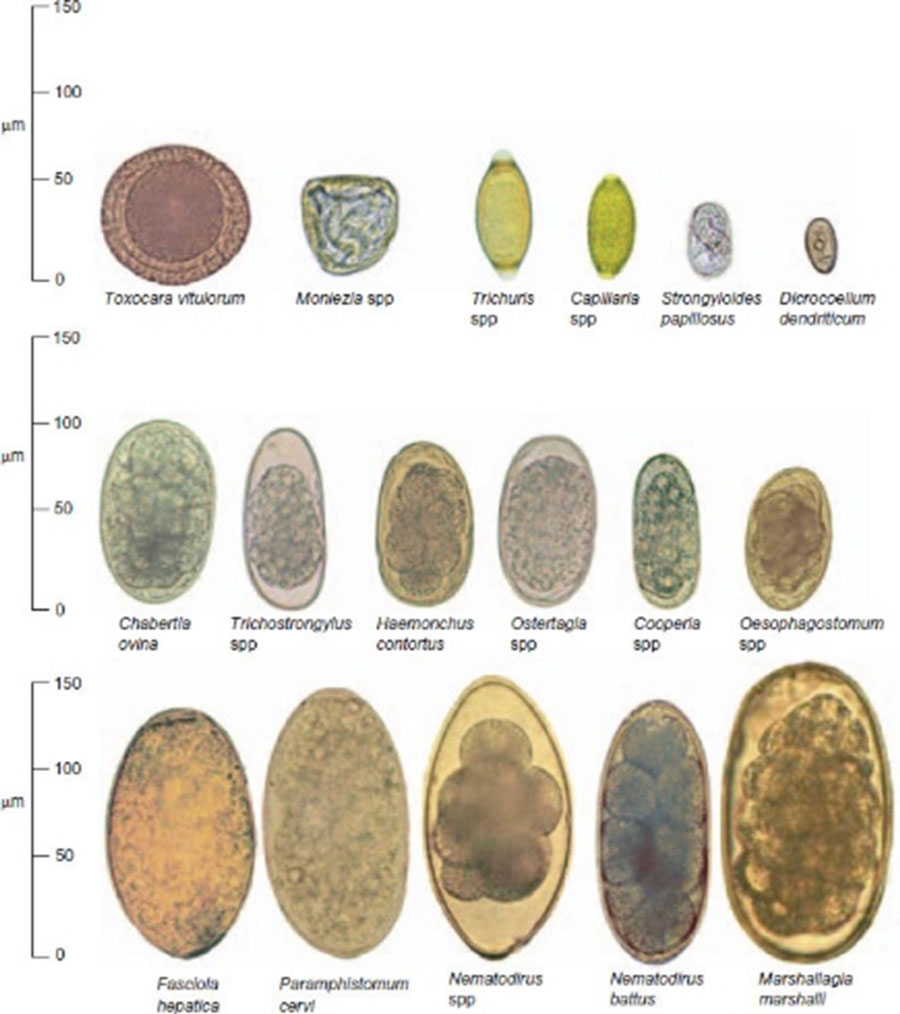 150
100
µm
50
0
Toxocara vitulorum
Moniezia spp
Trichuris
spp
Capillaria
spp
Strongyloides
papillosus
Dicrocoelium
dendriticum
150
100
µm
50
0
Chabertia
ovina
Trichostrongylus
spp
Haemonchus
contortus
Ostertagia
spp
Cooperia
spp
Oesophagostomum
spp
150
100
µm
50
0
Fasciola
hepatica
Paramphistomum
cervi
Nematodirus
spp
Nematodirus
battus
Marshallagia
marshalli